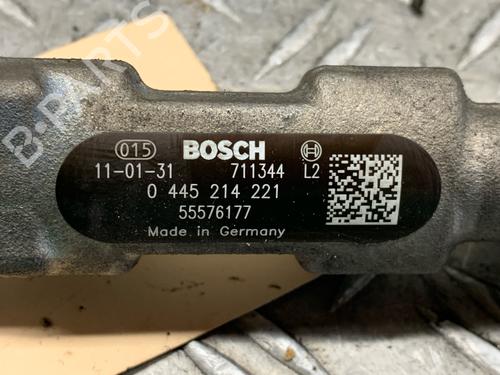 B-PARTS
015 BOSCH
11-01-31 711344 L2
0 445 214 221
55576177
Made in Germany